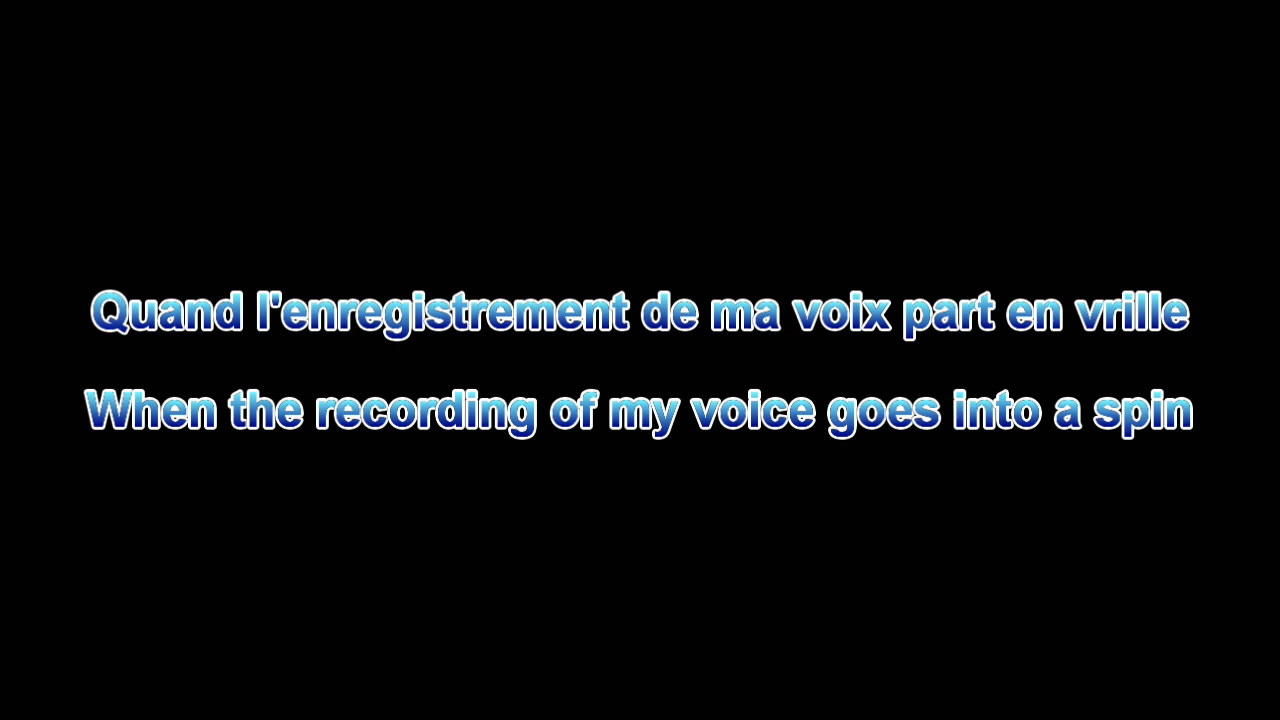 Quand l'enregistrement de ma voix part en vrille
When the recording of my voice goes into a spin